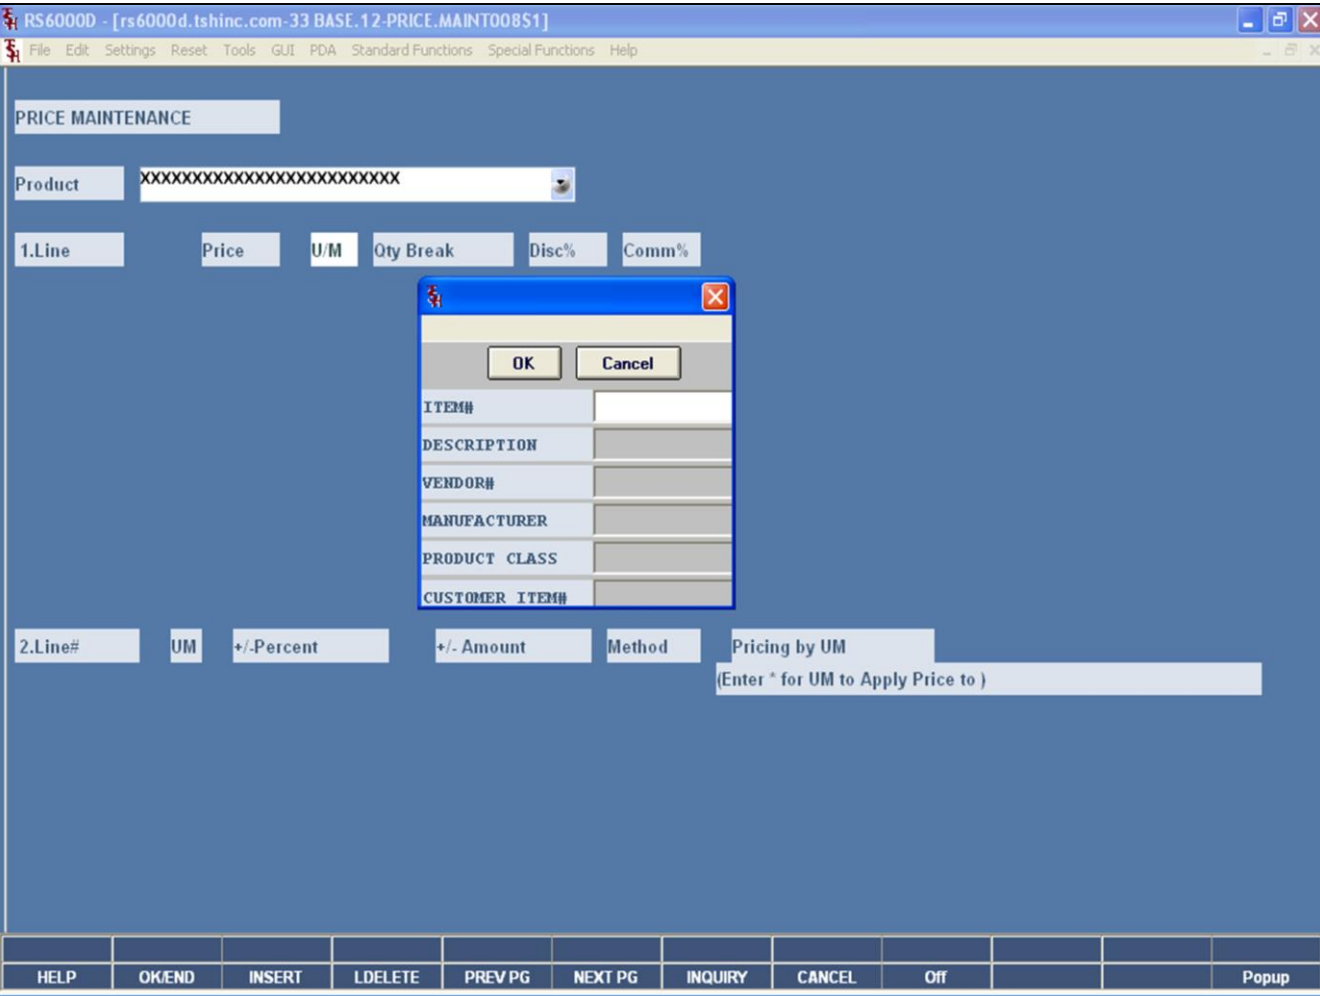 RS6000D - [rs6000d.tshinc.com-33 BASE.12-PRICE.MAINT008$1]
File Edit Settings Reset Tools GUI PDA Standard Functions Special Functions Help
PRICE MAINTENANCE
Product XXXXXXXXXXXXXXXXXXXXXXXXX
1.Line Price U/M Qty Break Disc% Comm%
OK Cancel
ITEM#
DESCRIPTION
VENDOR#
MANUFACTURER
PRODUCT CLASS
CUSTOMER ITEM#
2.Line# UM +/-Percent +/- Amount Method Pricing by UM
(Enter * for UM to Apply Price to )
HELP OK/END INSERT LDELETE PREV PG NEXT PG INQUIRY CANCEL Off Popup